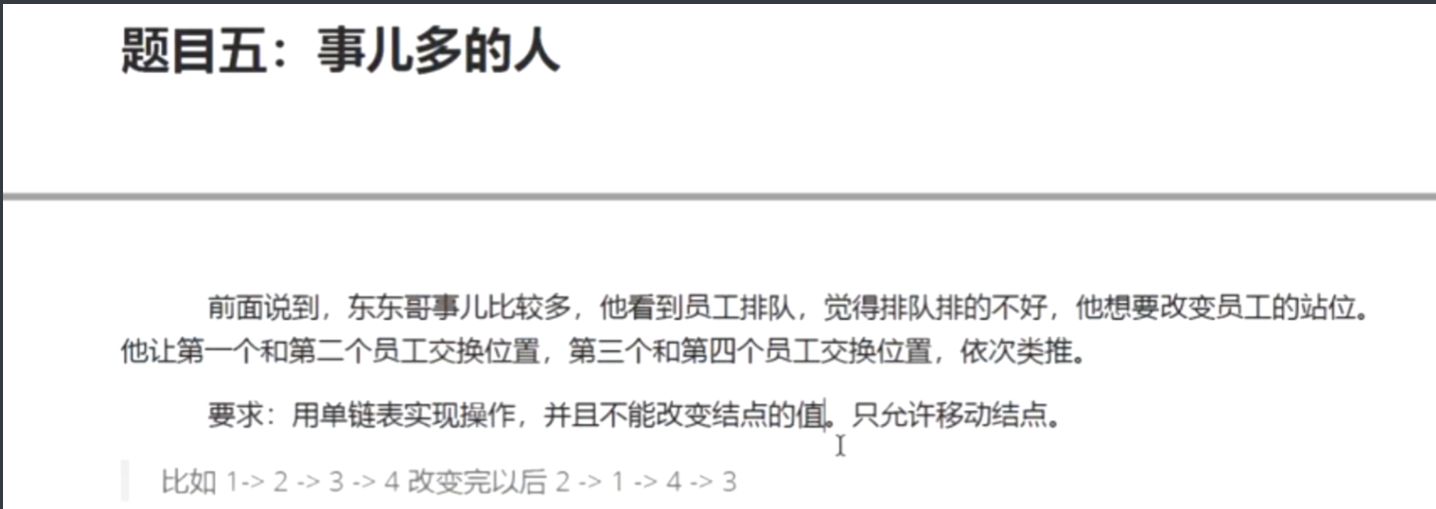 题目五：事儿多的人
前面说到，东东哥事儿比较多，他看到员工排队，觉得排队排的不好，他想要改变员工的站位。
他让第一个和第二个员工交换位置，第三个和第四个员工交换位置，依次类推。
要求：用单链表实现操作，并且不能改变结点的值。只允许移动结点。
比如 1-> 2 -> 3 -> 4 改变完以后 2 -> 1 -> 4 -> 3